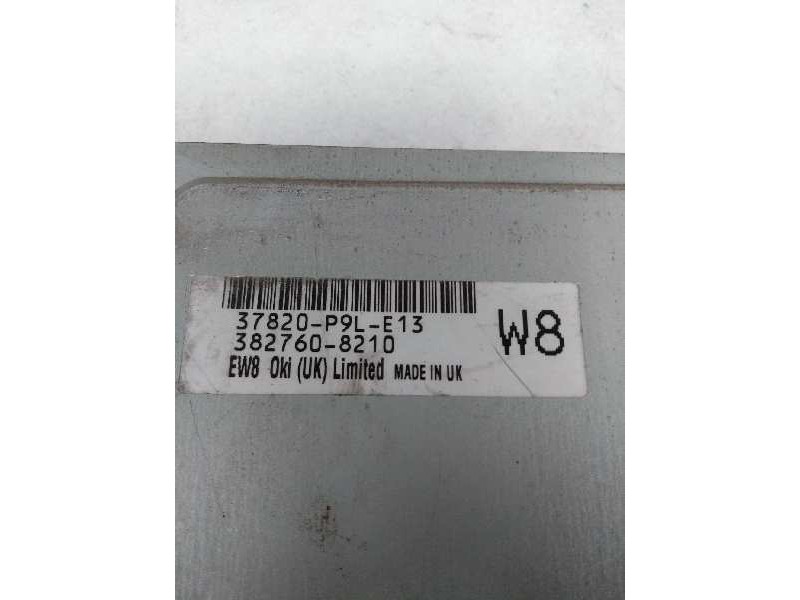 37820-P9L-E13
382760-8210
W8
EW8 Oki (UK) Limited MADE IN UK